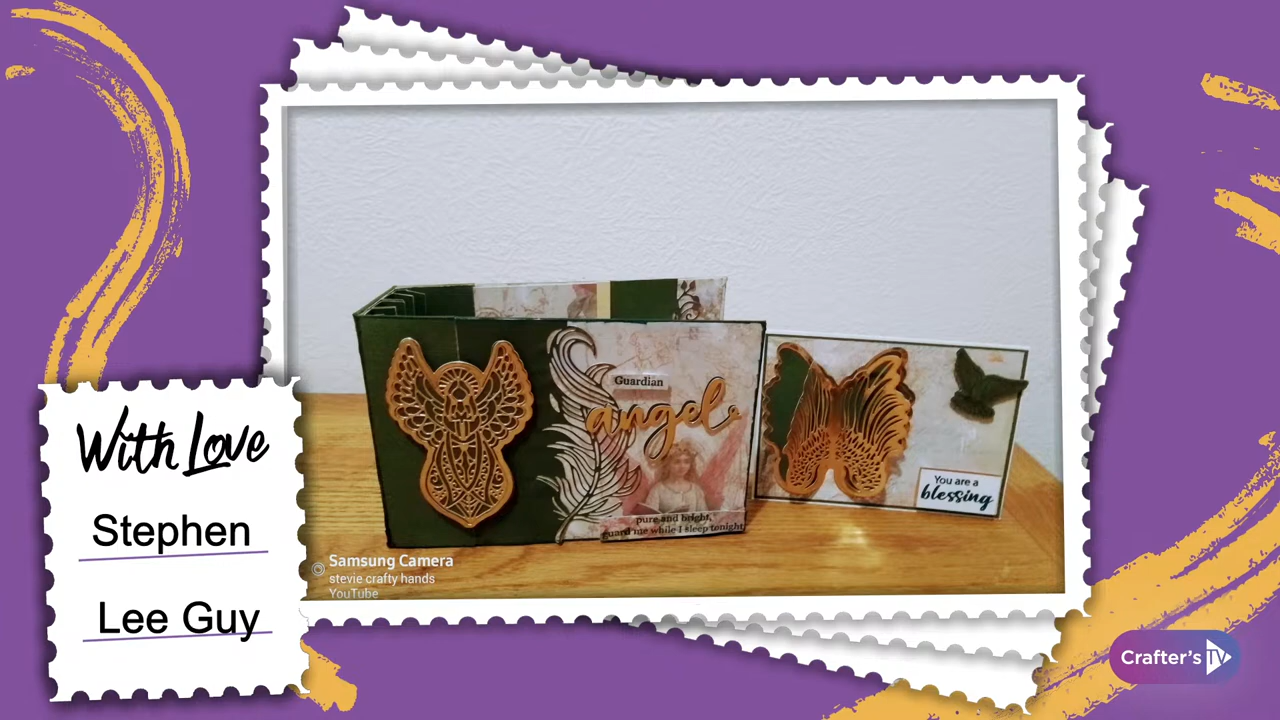 With Love
Stephen
Lee Guy
Guardian
angel
pure and bright,
guard me while I sleep tonight
You are a
blessing
Samsung Camera
stevie crafty hands
YouTube
Crafter's TV